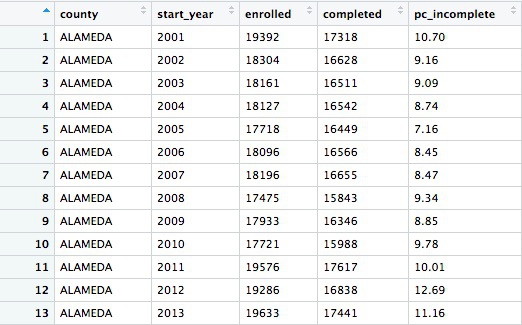 county start_year enrolled completed pc_incomplete
1 ALAMEDA 2001 19392 17318 10.70
2 ALAMEDA 2002 18304 16628 9.16
3 ALAMEDA 2003 18161 16511 9.09
4 ALAMEDA 2004 18127 16542 8.74
5 ALAMEDA 2005 17718 16449 7.16
6 ALAMEDA 2006 18096 16566 8.45
7 ALAMEDA 2007 18196 16655 8.47
8 ALAMEDA 2008 17475 15843 9.34
9 ALAMEDA 2009 17933 16346 8.85
10 ALAMEDA 2010 17721 15988 9.78
11 ALAMEDA 2011 19576 17617 10.01
12 ALAMEDA 2012 19286 16838 12.69
13 ALAMEDA 2013 19633 17441 11.16